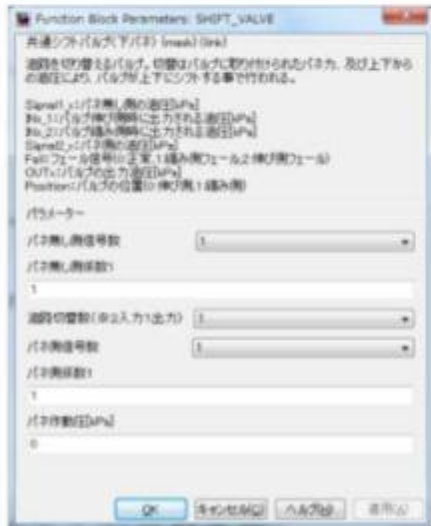 Function Block Parameters: SHIFT_VALVE
共通シフトバルブ(下バネ) (mask) (link)
油路を切り替えるバルブ。切替はバルブに取り付けられたバネ力、及び上下から
の油圧により、バルブが上下にシフトする事で行われる。
Signal1_x:バネ無し側の油圧[kPa]
INx_1:バルブ伸び側時に出力される油圧[kPa]
INx_2:バルブ縮み側時に出力される油圧[kPa]
Signal2_x:バネ側の油圧[kPa]
Fail:フェール信号(0:正常,1:縮み側フェール,2:伸び側フェール)
OUTx:バルブの出力油圧[kPa]
Position:バルブの位置(0:伸び側,1:縮み側)
パラメーター
バネ無し側信号数 1
バネ無し側係数1
1
油路切替数(※2入力1出力) 1
バネ側信号数 1
バネ側係数1
1
バネ作動圧[kPa]
0
OK キャンセル(C) ヘルプ(H) 適用(A)